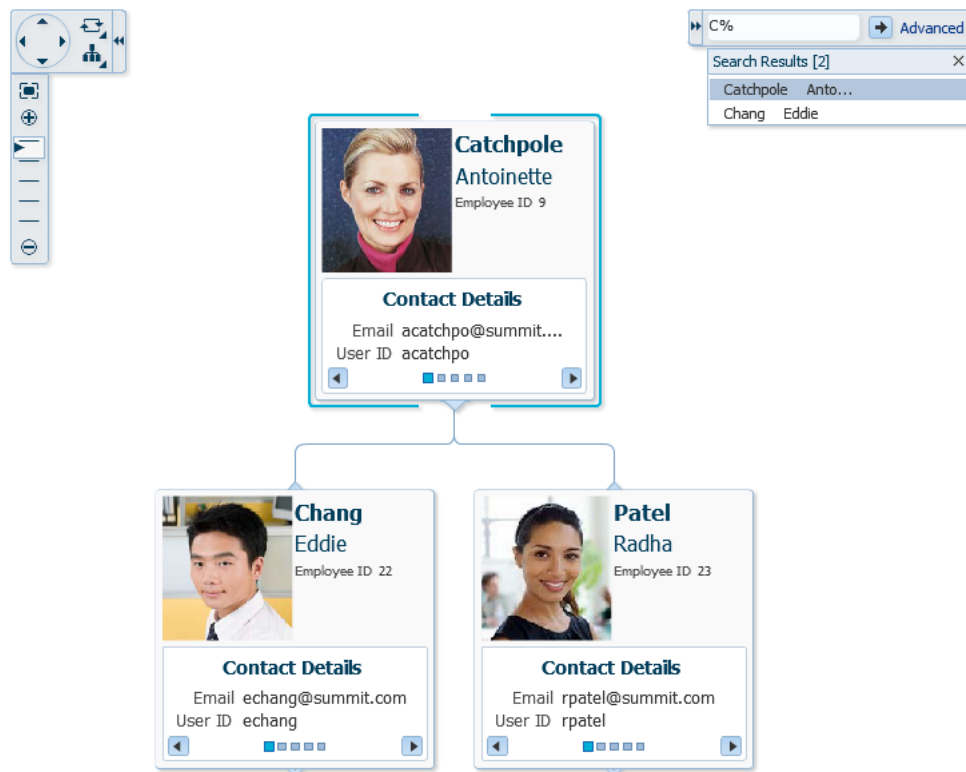 C%
Advanced
Search Results [2]
Catchpole Anto...
Chang Eddie
Catchpole
Antoinette
Employee ID 9
Contact Details
Email acatchpo@summit....
User ID acatchpo
Chang
Eddie
Employee ID 22
Contact Details
Email echang@summit.com
User ID echang
Patel
Radha
Employee ID 23
Contact Details
Email rpatel@summit.com
User ID rpatel